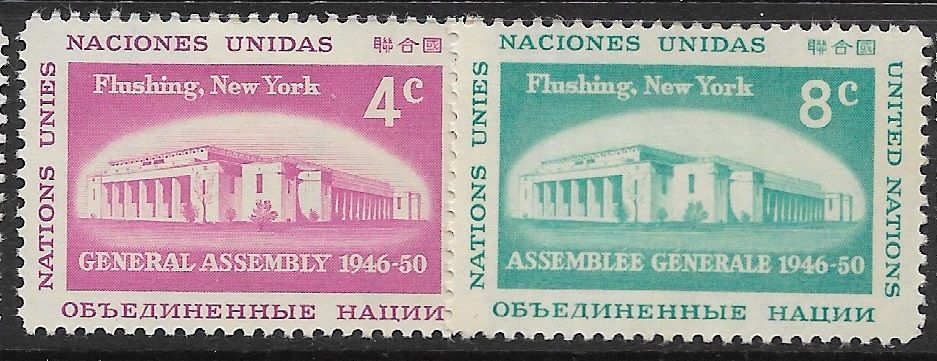 NACIONES UNIDAS 聯合國
NATIONS UNIES
Flushing, New York 4c
GENERAL ASSEMBLY 1946-50
ОБЪЕДИНЕННЫЕ НАЦИИ
NACIONES UNIDAS 聯合國
NATIONS UNIES
UNITED NATIONS
Flushing, New York 8c
ASSEMBLEE GÉNÉRALE 1946-50
ОБЪЕДИНЕННЫЕ НАЦИИ